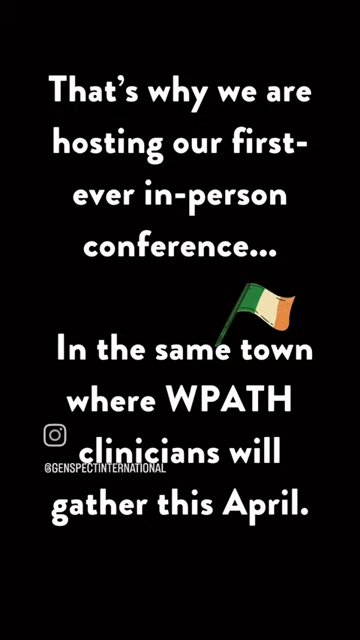 That's why we are
hosting our first-
ever in-person
conference...
In the same town
where WPATH
clinicians will
@GENSPECTINTERNATIONAL
gather this April.